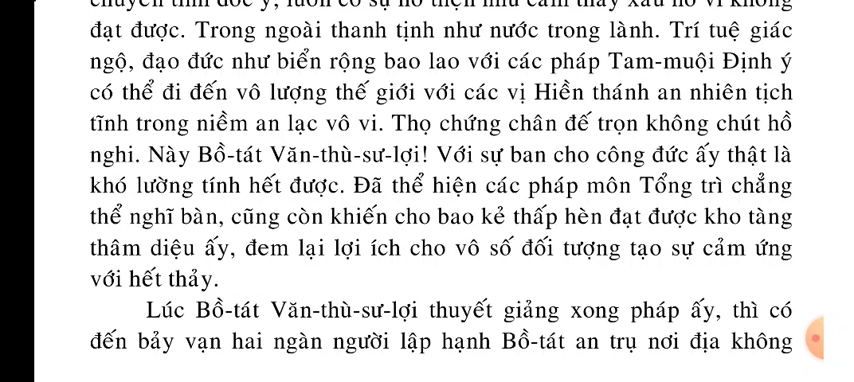 đạt được. Trong ngoài thanh tịnh như nước trong lành. Trí tuệ giác
ngộ, đạo đức như biển rộng bao lao với các pháp Tam-muội Định ý
có thể đi đến vô lượng thế giới với các vị Hiền thánh an nhiên tịch
tĩnh trong niềm an lạc vô vi. Thọ chứng chân đế trọn không chút hồ
nghi. Này Bồ-tát Văn-thù-sư-lợi! Với sự ban cho công đức ấy thật là
khó lường tính hết được. Đã thể hiện các pháp môn Tổng trì chẳng
thể nghĩ bàn, cũng còn khiến cho bao kẻ thấp hèn đạt được kho tàng
thâm diệu ấy, đem lại lợi ích cho vô số đối tượng tạo sự cảm ứng
với hết thảy.
Lúc Bồ-tát Văn-thù-sư-lợi thuyết giảng xong pháp ấy, thì có
đến bảy vạn hai ngàn người lập hạnh Bồ-tát an trụ nơi địa không